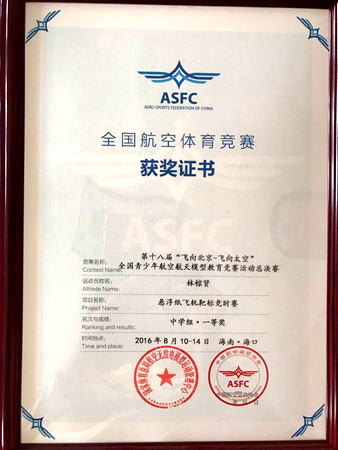 ASFC
AERO SPORTS FEDERATION OF CHINA
全国航空体育竞赛
获奖证书
竞赛名称:
Contest Name:
第十八届“飞向北京-飞向太空”
全国青少年航空航天模型教育竞赛活动总决赛
运动员姓名:
Athlete Name:
林榕贤
项目名称:
Project Name:
悬浮纸飞机靶标竞时赛
名次与成绩:
Ranking and results:
中学组·一等奖
时间地点:
Time and place:
2016年8月10-14日 海南·海口
ASFC